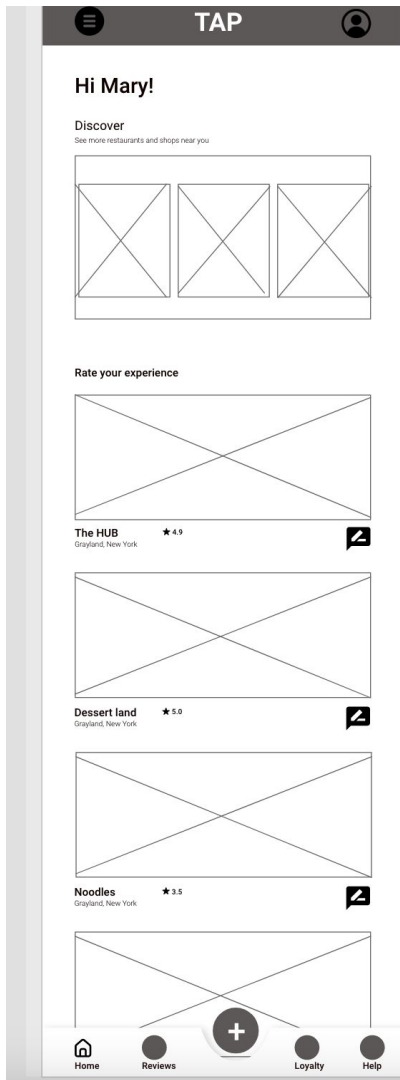 TAP
Hi Mary!
Discover
See more restaurants and shops near you
Rate your experience
The HUB ★ 4.9
Grayland, New York
Dessert land ★ 5.0
Grayland, New York
Noodles ★ 3.5
Grayland, New York
+
Home Reviews Loyalty Help